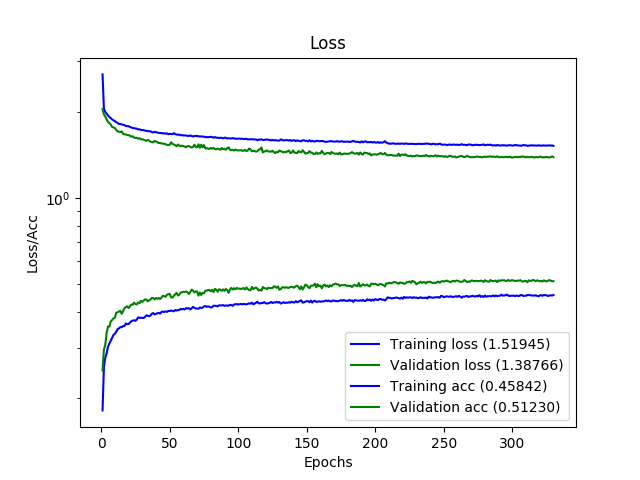 Loss
Loss/Acc
10^0
Training loss (1.51945)
Validation loss (1.38766)
Training acc (0.45842)
Validation acc (0.51230)
0 50 100 150 200 250 300
Epochs